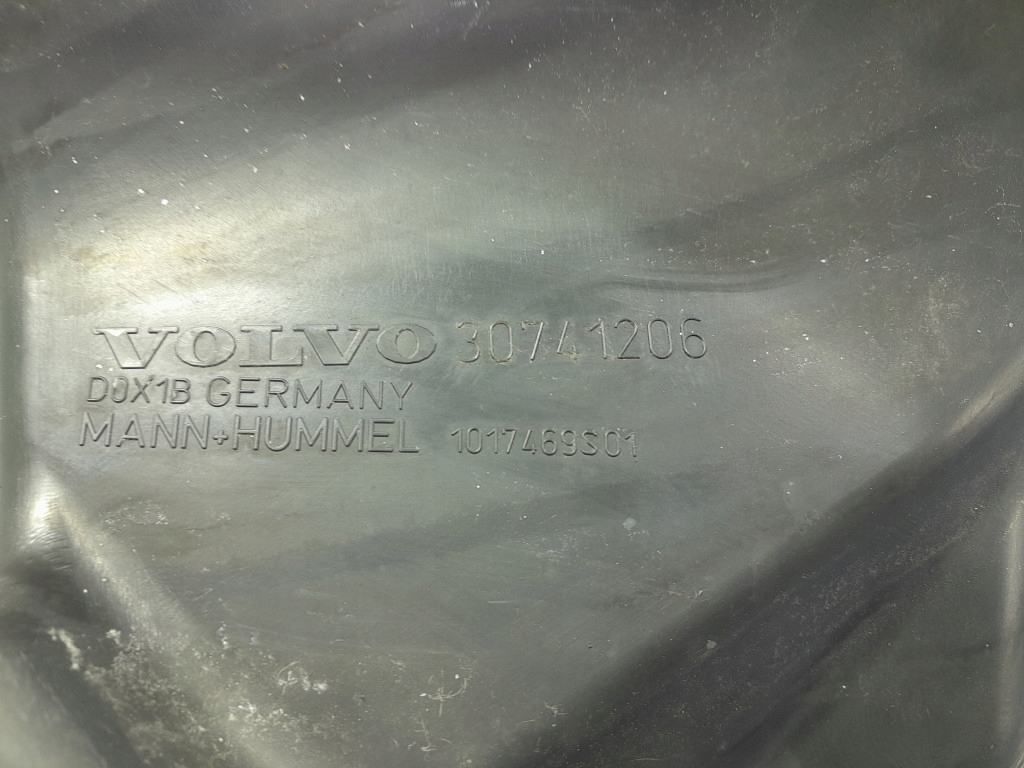 VOLVO 30741206
D0X1B GERMANY
MANN+HUMMEL 1017469S01